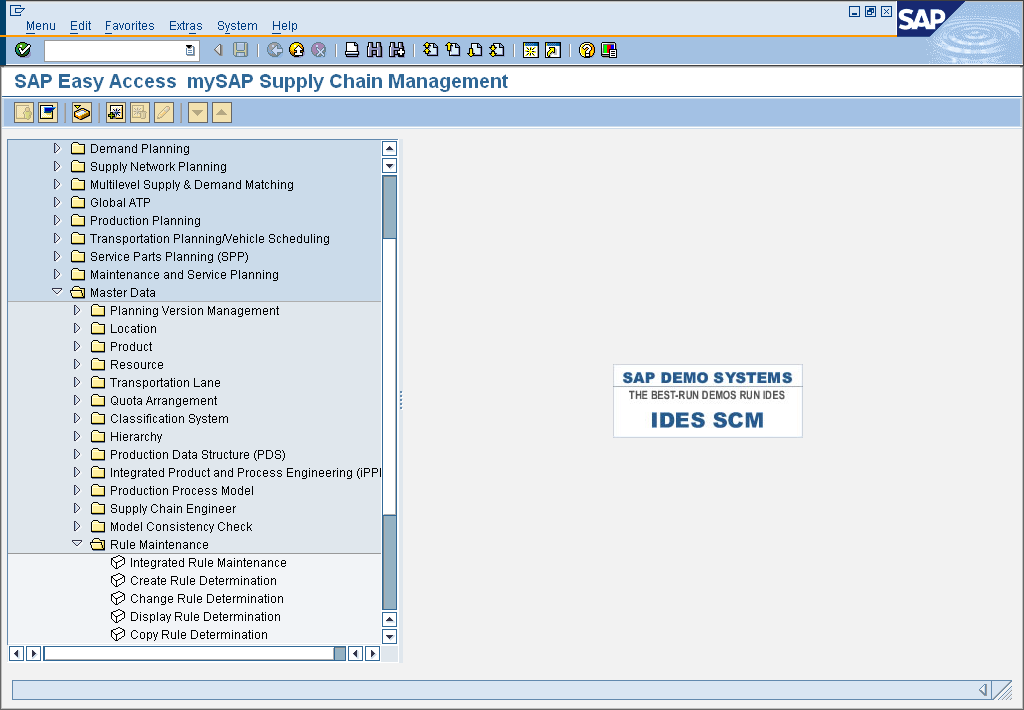 Menu Edit Favorites Extras System Help
SAP
SAP Easy Access mySAP Supply Chain Management
Demand Planning
Supply Network Planning
Multilevel Supply & Demand Matching
Global ATP
Production Planning
Transportation Planning/Vehicle Scheduling
Service Parts Planning (SPP)
Maintenance and Service Planning
Master Data
Planning Version Management
Location
Product
Resource
Transportation Lane
Quota Arrangement
Classification System
Hierarchy
Production Data Structure (PDS)
Integrated Product and Process Engineering (iPPI
Production Process Model
Supply Chain Engineer
Model Consistency Check
Rule Maintenance
Integrated Rule Maintenance
Create Rule Determination
Change Rule Determination
Display Rule Determination
Copy Rule Determination
SAP DEMO SYSTEMS
THE BEST-RUN DEMOS RUN IDES
IDES SCM